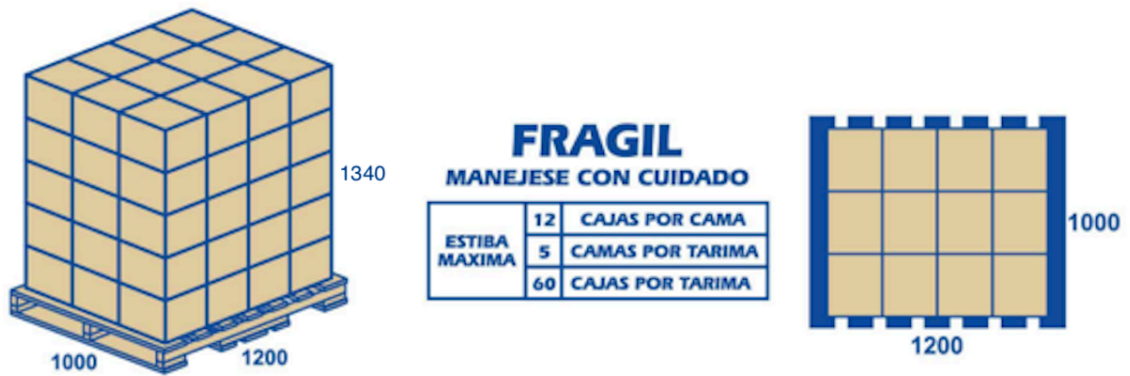 1340
1000
1200
FRAGIL
MANEJESE CON CUIDADO
ESTIBA
MAXIMA
12 CAJAS POR CAMA
5 CAMAS POR TARIMA
60 CAJAS POR TARIMA
1000
1200